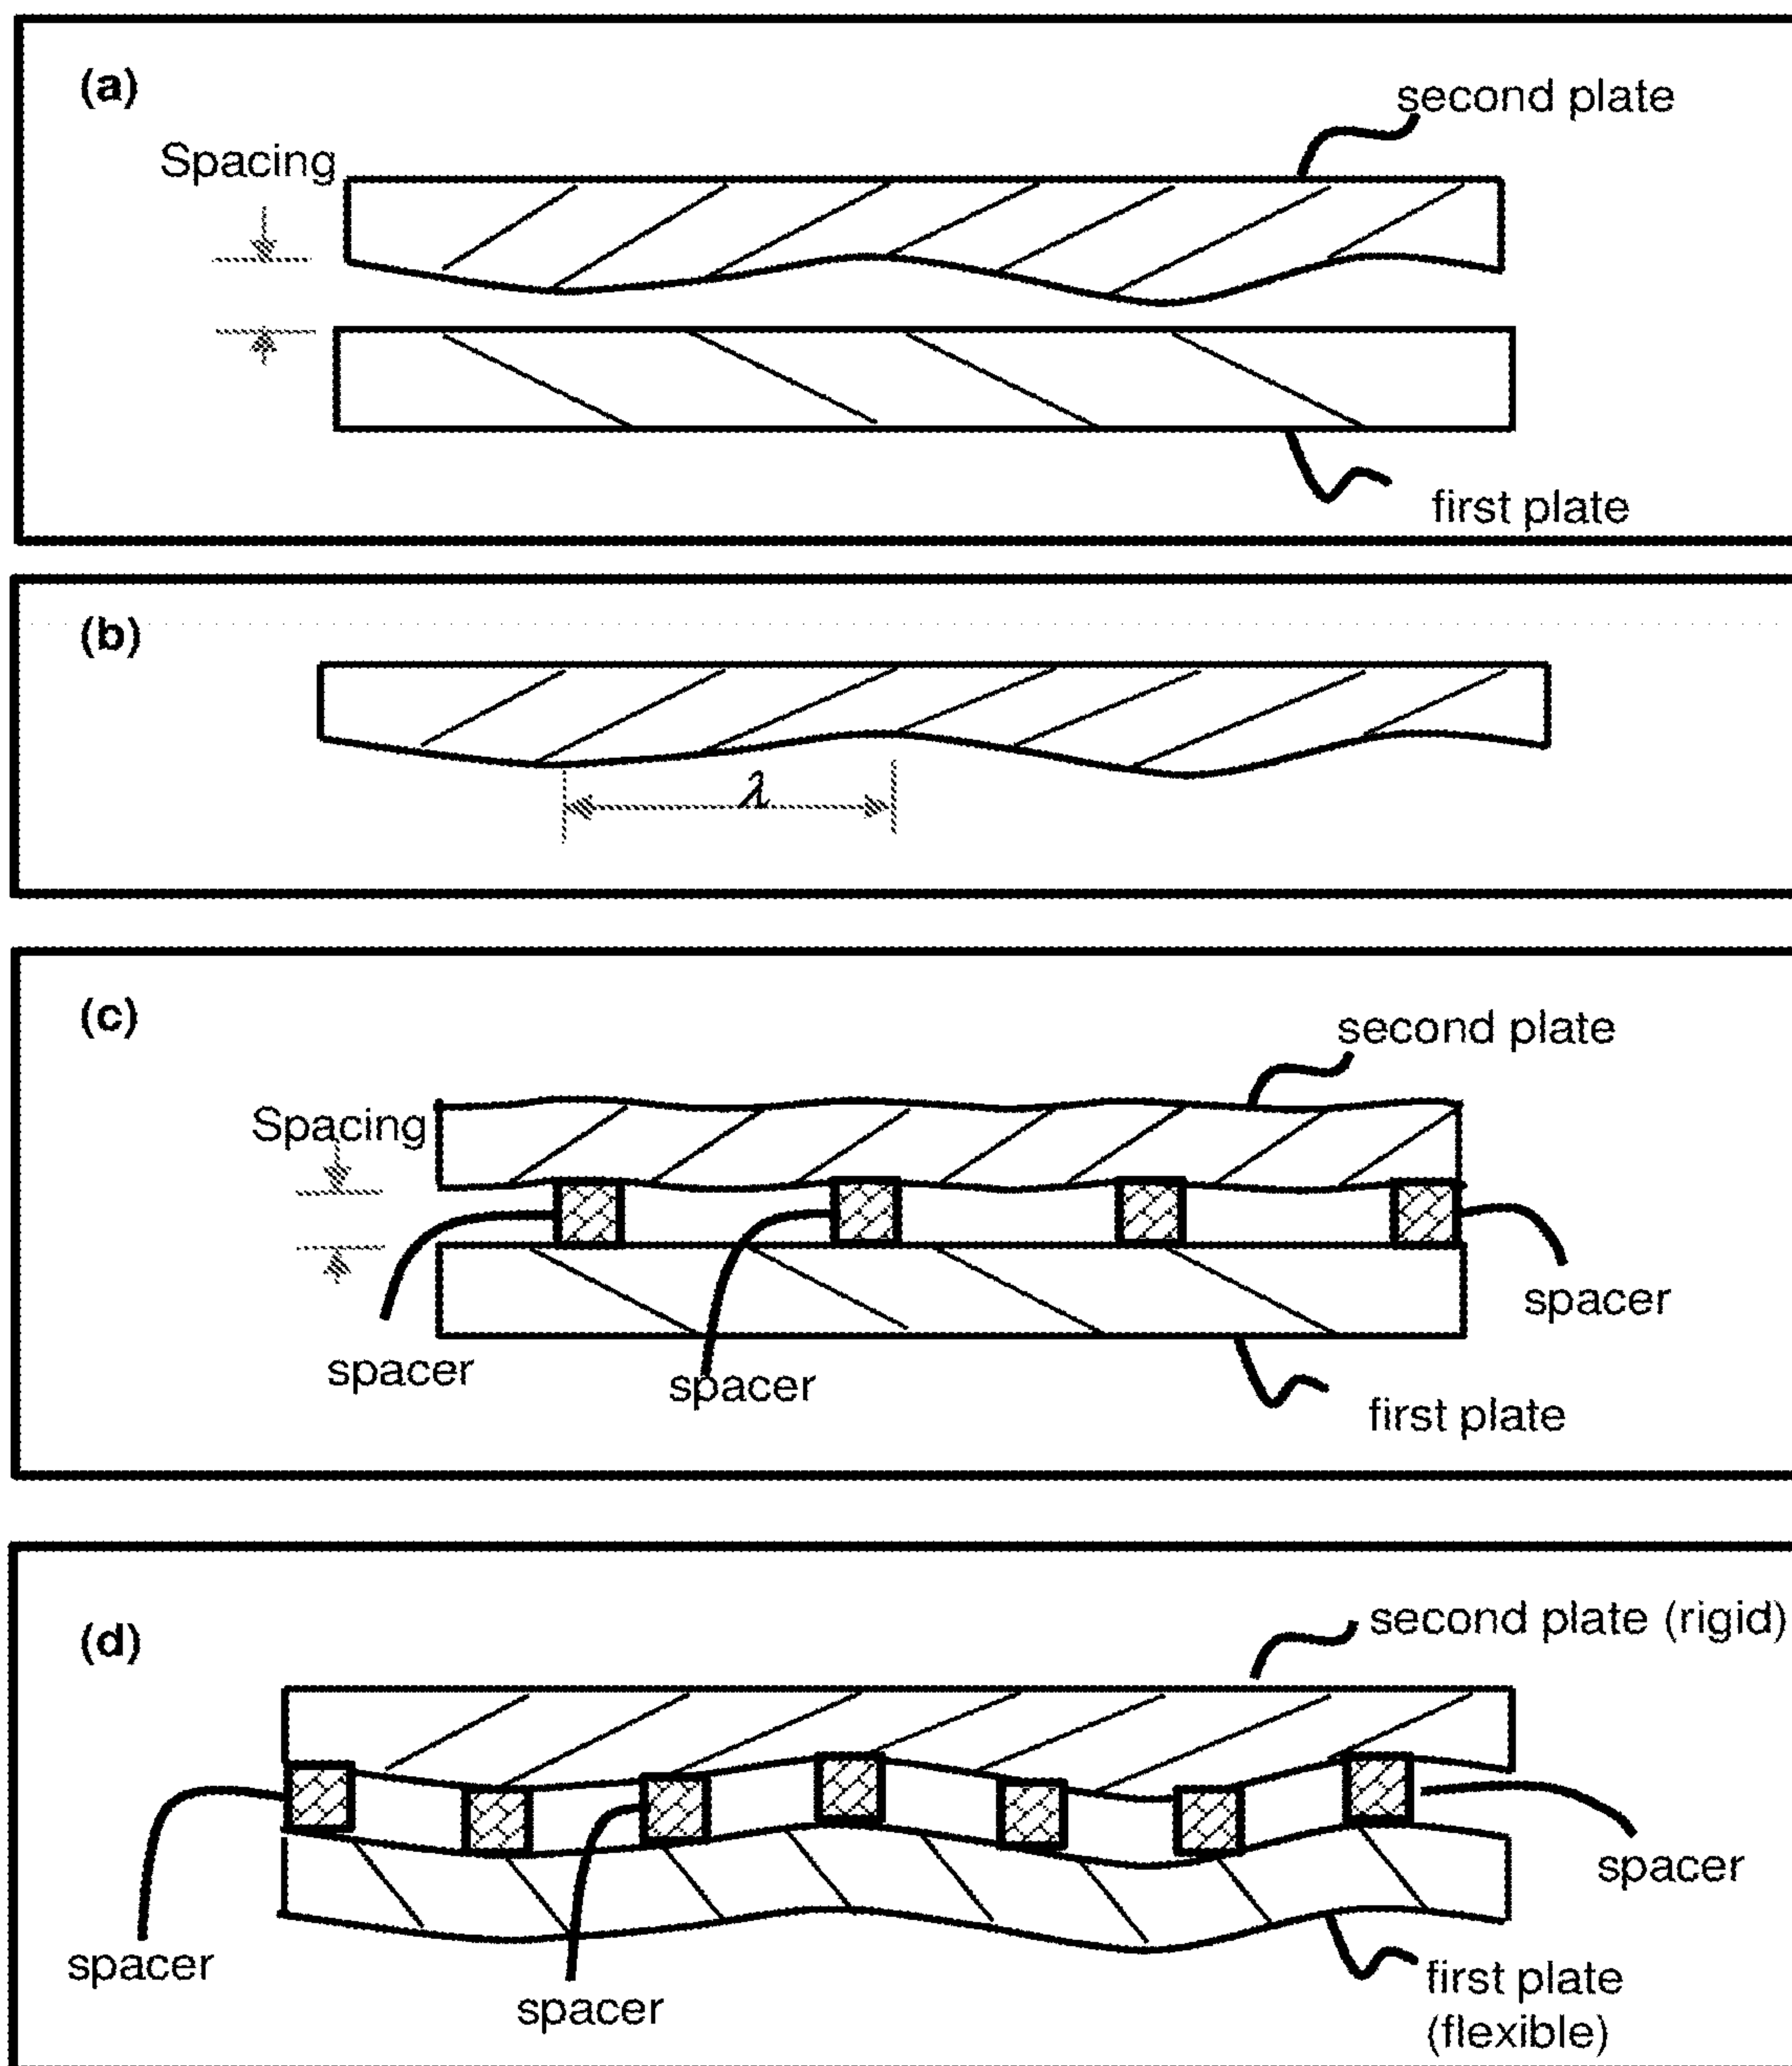 (a)
second plate
Spacing
first plate
(b)
λ
(c)
second plate
Spacing
spacer
spacer
spacer
first plate
(d)
second plate (rigid)
spacer
spacer
spacer
first plate
(flexible)